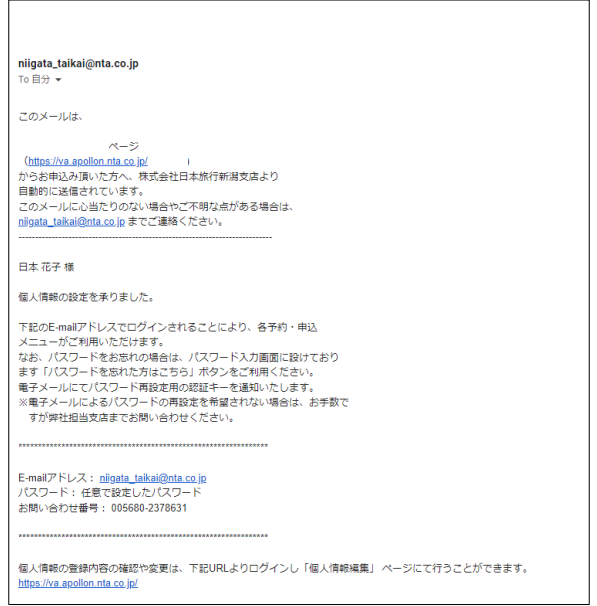 niigata_taikai@nta.co.jp
To 自分
このメールは、
ページ
（https://va.apollon.nta.co.jp/ ）
からお申込み頂いた方へ、株式会社日本旅行新潟支店より
自動的に送信されています。
このメールに心当たりのない場合やご不明な点がある場合は、
niigata_taikai@nta.co.jp までご連絡ください。
------------------------------------------------------------------------------
日本 花子 様
個人情報の設定を承りました。
下記のE-mailアドレスでログインされることにより、各予約・申込
メニューがご利用いただけます。
なお、パスワードをお忘れの場合は、パスワード入力画面に設けており
ます「パスワードを忘れた方はこちら」ボタンをご利用ください。
電子メールにてパスワード再設定用の認証キーを通知いたします。
※電子メールによるパスワードの再設定を希望されない場合は、お手数で
すが弊社担当支店までお問い合わせください。
****************************************************************
E-mailアドレス： niigata_taikai@nta.co.jp
パスワード： 任意で設定したパスワード
お問い合わせ番号： 005680-2378631
****************************************************************
個人情報の登録内容の確認や変更は、下記URLよりログインし「個人情報編集」 ページにて行うことができます。
https://va.apollon.nta.co.jp/